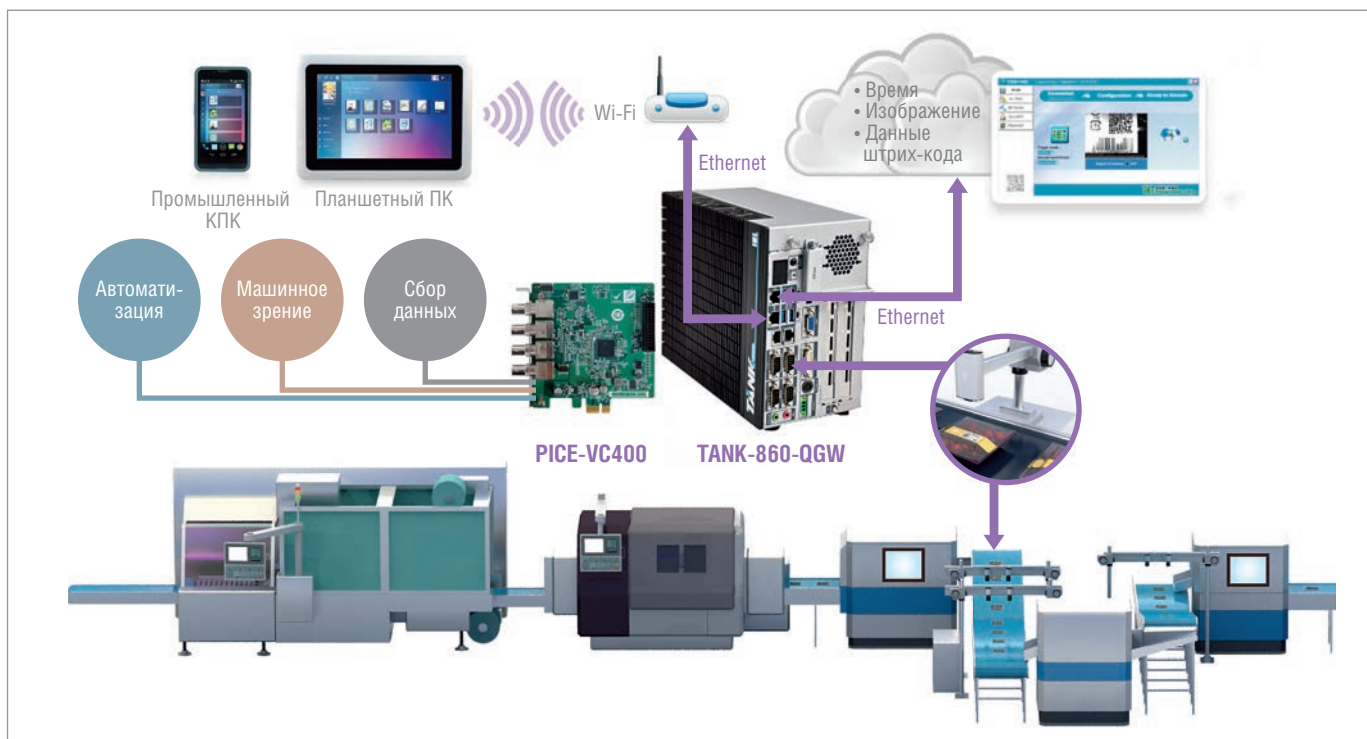 Wi-Fi
• Время
• Изображение
• Данные
штрих-кода
Ethernet
Промышленный
КПК
Планшетный ПК
Автомати-
зация
Машинное
зрение
Сбор
данных
Ethernet
TANK
PICE-VC400
TANK-860-QGW